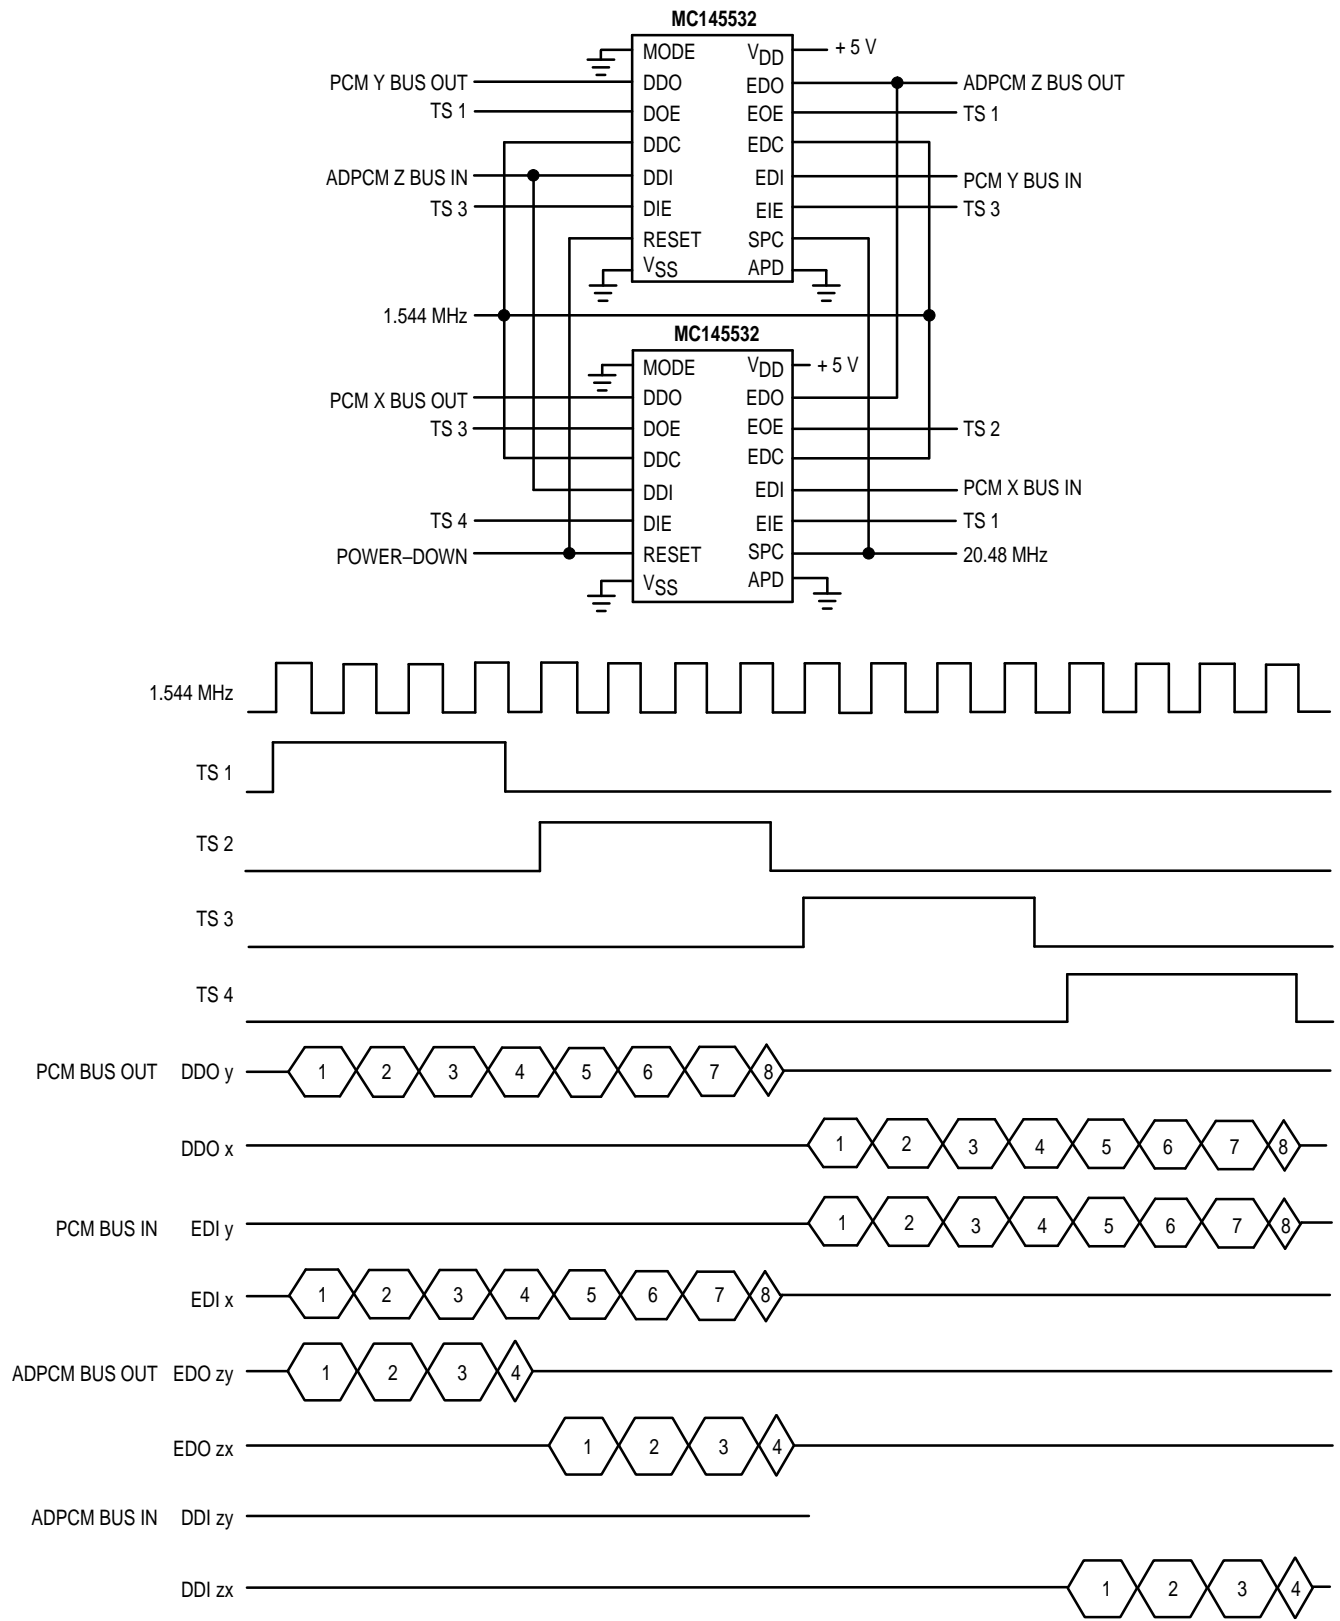 MC145532
MODE VDD + 5 V
PCM Y BUS OUT DDO EDO ADPCM Z BUS OUT
TS 1 DOE EOE TS 1
DDC EDC
ADPCM Z BUS IN DDI EDI PCM Y BUS IN
TS 3 DIE EIE TS 3
RESET SPC
VSS APD
1.544 MHz
MC145532
MODE VDD + 5 V
PCM X BUS OUT DDO EDO
TS 3 DOE EOE TS 2
DDC EDC
DDI EDI PCM X BUS IN
TS 4 DIE EIE TS 1
POWER–DOWN RESET SPC 20.48 MHz
VSS APD
1.544 MHz
TS 1
TS 2
TS 3
TS 4
PCM BUS OUT DDO y 1 2 3 4 5 6 7 8
DDO x 1 2 3 4 5 6 7 8
PCM BUS IN EDI y 1 2 3 4 5 6 7 8
EDI x 1 2 3 4 5 6 7 8
ADPCM BUS OUT EDO zy 1 2 3 4
EDO zx 1 2 3 4
ADPCM BUS IN DDI zy
DDI zx 1 2 3 4